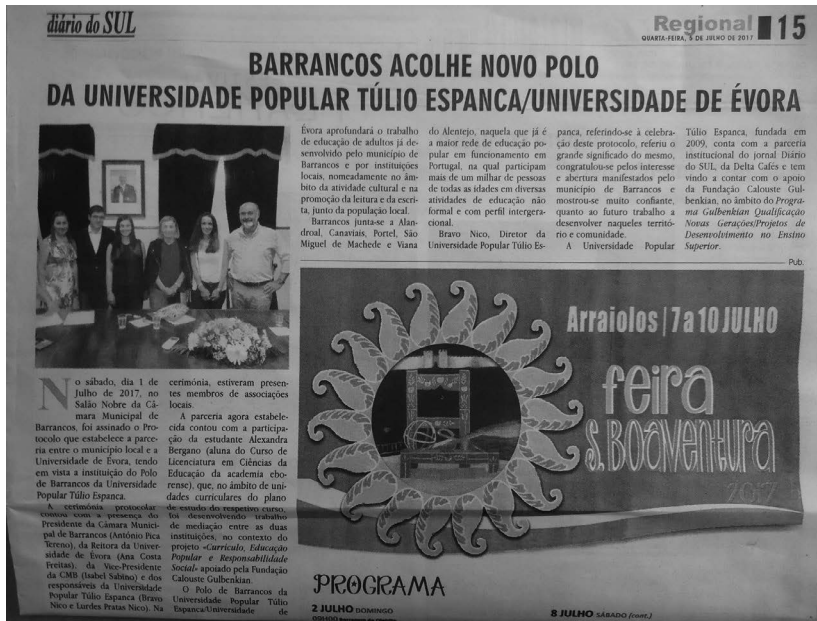 diário do SUL
Regional 15
QUARTA-FEIRA, 5 DE JULHO DE 2017
BARRANCOS ACOLHE NOVO POLO
DA UNIVERSIDADE POPULAR TÚLIO ESPANCA/UNIVERSIDADE DE ÉVORA
No sábado, dia 1 de
Julho de 2017, no
Salão Nobre da Câ-
mara Municipal de
Barrancos, foi assinado o Pro-
tocolo que estabelece a parce-
ria entre o município local e a
Universidade de Évora, tendo
em vista a instituição do Polo
de Barrancos da Universidade
Popular Túlio Espanca.
A cerimónia protocolar
contou com a presença do
Presidente da Câmara Munici-
pal de Barrancos (António Pica
Tereno), da Reitora da Univer-
sidade de Évora (Ana Costa
Freitas), da Vice-Presidente
da CMB (Isabel Sabino) e dos
responsáveis da Universidade
Popular Túlio Espanca (Bravo
Nico e Lurdes Pratas Nico). Na
cerimónia, estiveram presen-
tes membros de associações
locais.
A parceria agora estabele-
cida contou com a participa-
ção da estudante Alexandra
Bergano (aluna do Curso de
Licenciatura em Ciências da
Educação da academia ebo-
rense), que, no âmbito de uni-
dades curriculares do plano
de estudo do respetivo curso,
foi desenvolvendo trabalho
de mediação entre as duas
instituições, no contexto do
projeto «Currículo, Educação
Popular e Responsabilidade
Social» apoiado pela Fundação
Calouste Gulbenkian.
O Polo de Barrancos da
Universidade Popular Túlio
Espanca/Universidade de
Évora aprofundará o trabalho
de educação de adultos já de-
senvolvido pelo município de
Barrancos e por instituições
locais, nomeadamente no âm-
bito da atividade cultural e na
promoção da leitura e da escri-
ta, junto da população local.
Barrancos junta-se a Alan-
droal, Canaviais, Portel, São
Miguel de Machede e Viana
do Alentejo, naquela que já é
a maior rede de educação po-
pular em funcionamento em
Portugal, na qual participam
mais de um milhar de pessoas
de todas as idades em diversas
atividades de educação não
formal e com perfil intergera-
cional.
Bravo Nico, Diretor da
Universidade Popular Túlio Es-
panca, referindo-se à celebra-
ção deste protocolo, referiu o
grande significado do mesmo,
congratulou-se pelos interesse
e abertura manifestados pelo
município de Barrancos e
mostrou-se muito confiante,
quanto ao futuro trabalho a
desenvolver naqueles territó-
rio e comunidade.
A Universidade Popular
Túlio Espanca, fundada em
2009, conta com a parceria
institucional do jornal Diário
do SUL, da Delta Cafés e tem
vindo a contar com o apoio
da Fundação Calouste Gul-
benkian, no âmbito do Progra-
ma Gulbenkian Qualificação
Novas Gerações/Projetos de
Desenvolvimento no Ensino
Superior.
Pub.
Arraiolos | 7 a 10 JULHO
feira
S. BOAVENTURA
2017
PROGRAMA
2 JULHO DOMINGO
8 JULHO SÁBADO (cont.)